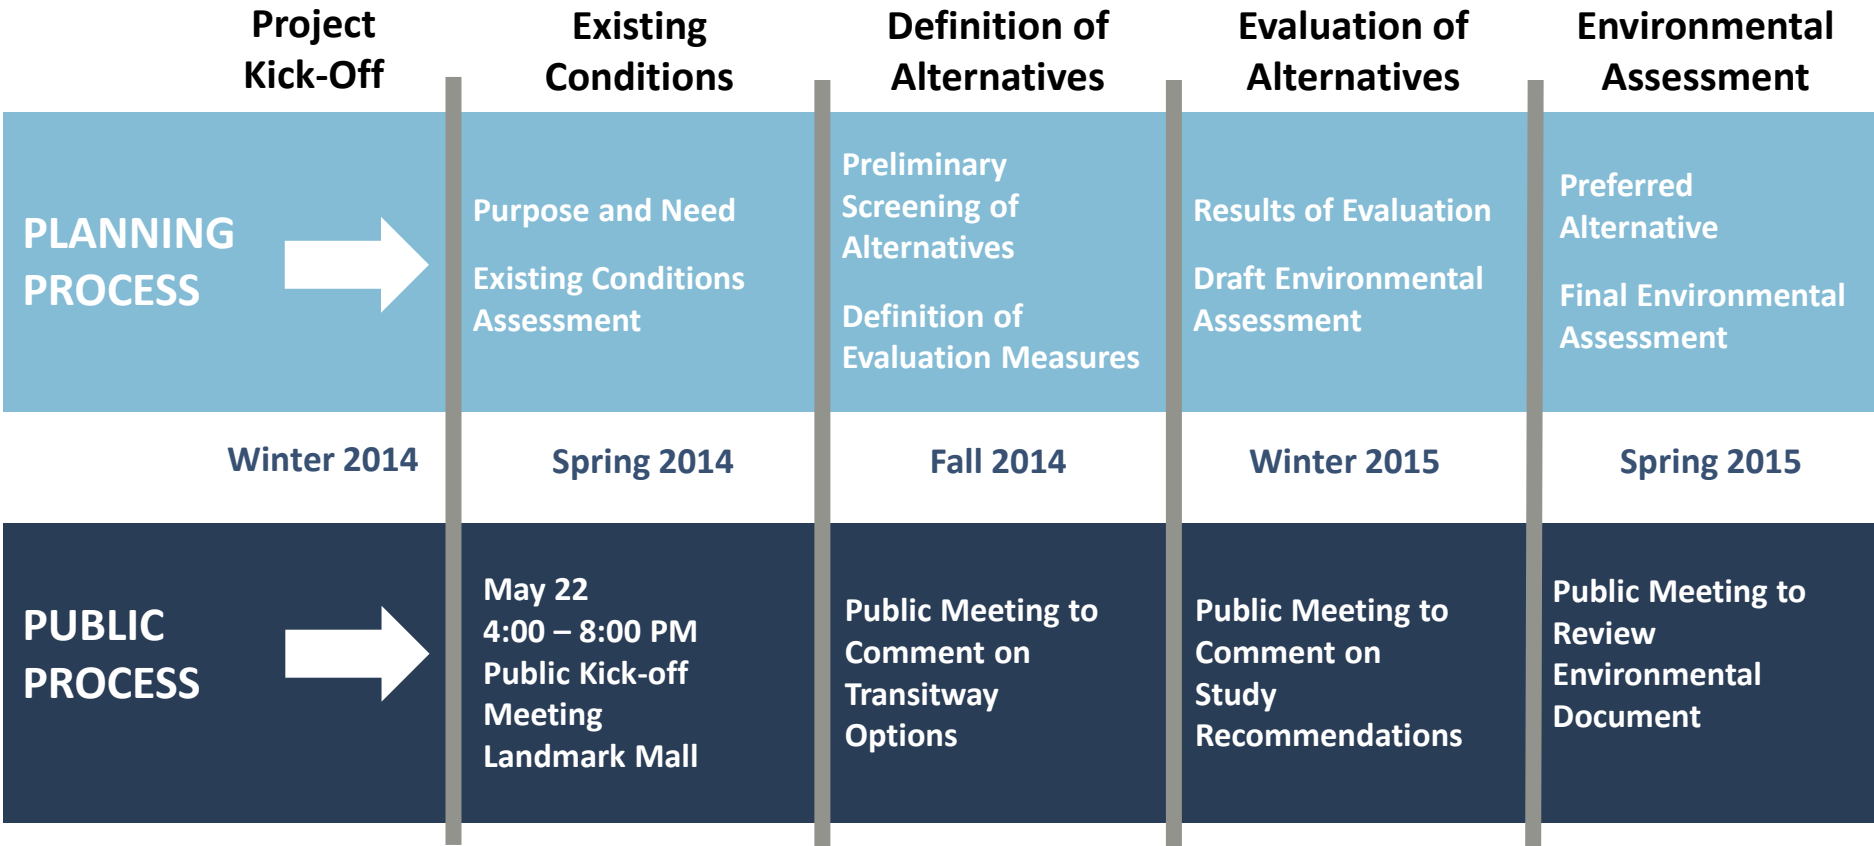 Project
Kick-Off
Existing
Conditions
Definition of
Alternatives
Evaluation of
Alternatives
Environmental
Assessment
PLANNING
PROCESS
Purpose and Need
Existing Conditions
Assessment
Preliminary
Screening of
Alternatives
Definition of
Evaluation Measures
Results of Evaluation
Draft Environmental
Assessment
Preferred
Alternative
Final Environmental
Assessment
Winter 2014
Spring 2014
Fall 2014
Winter 2015
Spring 2015
PUBLIC
PROCESS
May 22
4:00 – 8:00 PM
Public Kick-off
Meeting
Landmark Mall
Public Meeting to
Comment on
Transitway
Options
Public Meeting to
Comment on
Study
Recommendations
Public Meeting to
Review
Environmental
Document